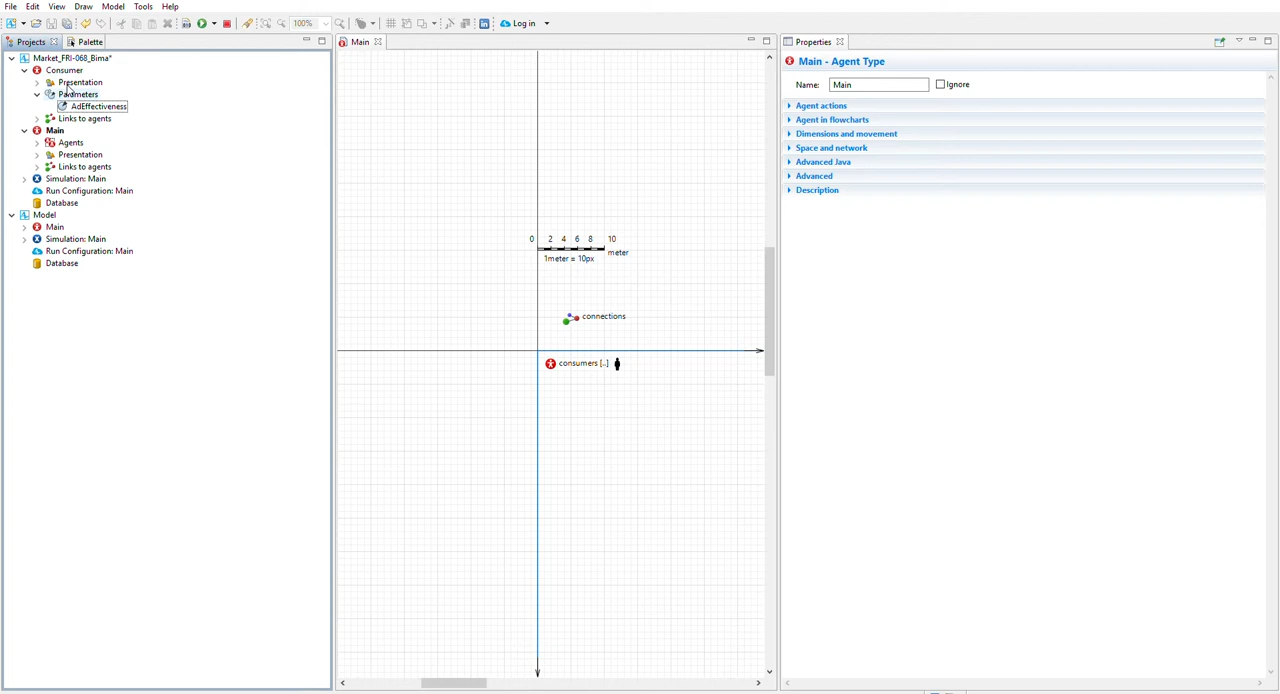 File Edit View Draw Model Tools Help
100% Log in
Projects Palette
Market_FRI-068_Bima*
Consumer
Presentation
Parameters
AdEffectiveness
Links to agents
Main
Agents
Presentation
Links to agents
Simulation: Main
Run Configuration: Main
Database
Model
Main
Simulation: Main
Run Configuration: Main
Database
Main
0 2 4 6 8 10
meter
1meter = 10px
connections
consumers [..]
Properties
Main - Agent Type
Name: Main Ignore
Agent actions
Agent in flowcharts
Dimensions and movement
Space and network
Advanced Java
Advanced
Description